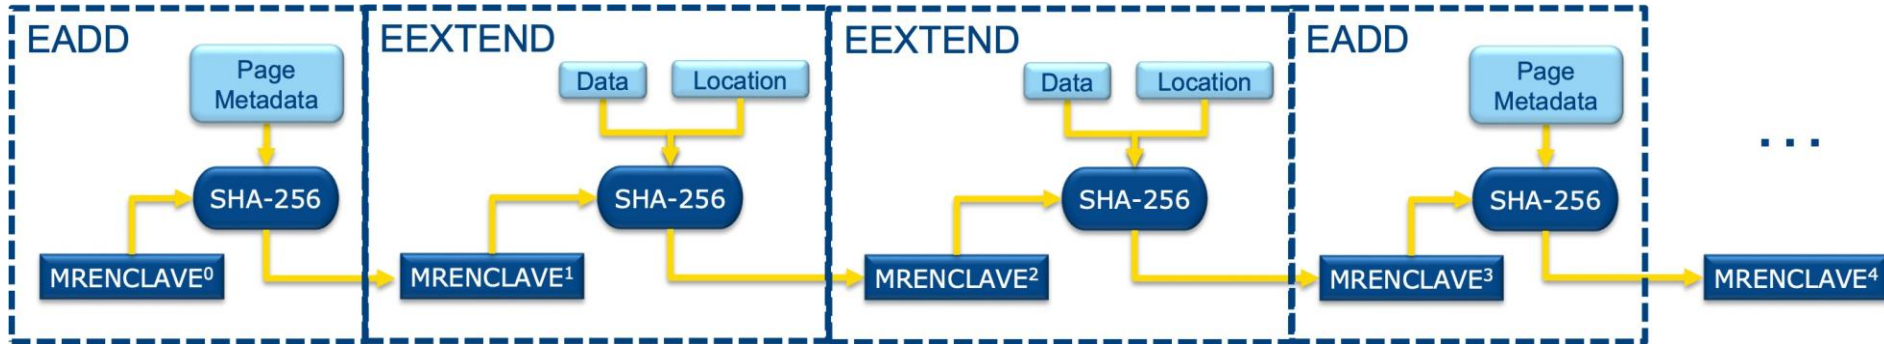 EADD
Page
Metadata
SHA-256
MRENCLAVE⁰
EEXTEND
Data
Location
SHA-256
MRENCLAVE¹
EEXTEND
Data
Location
SHA-256
MRENCLAVE²
EADD
Page
Metadata
SHA-256
MRENCLAVE³
...
MRENCLAVE⁴